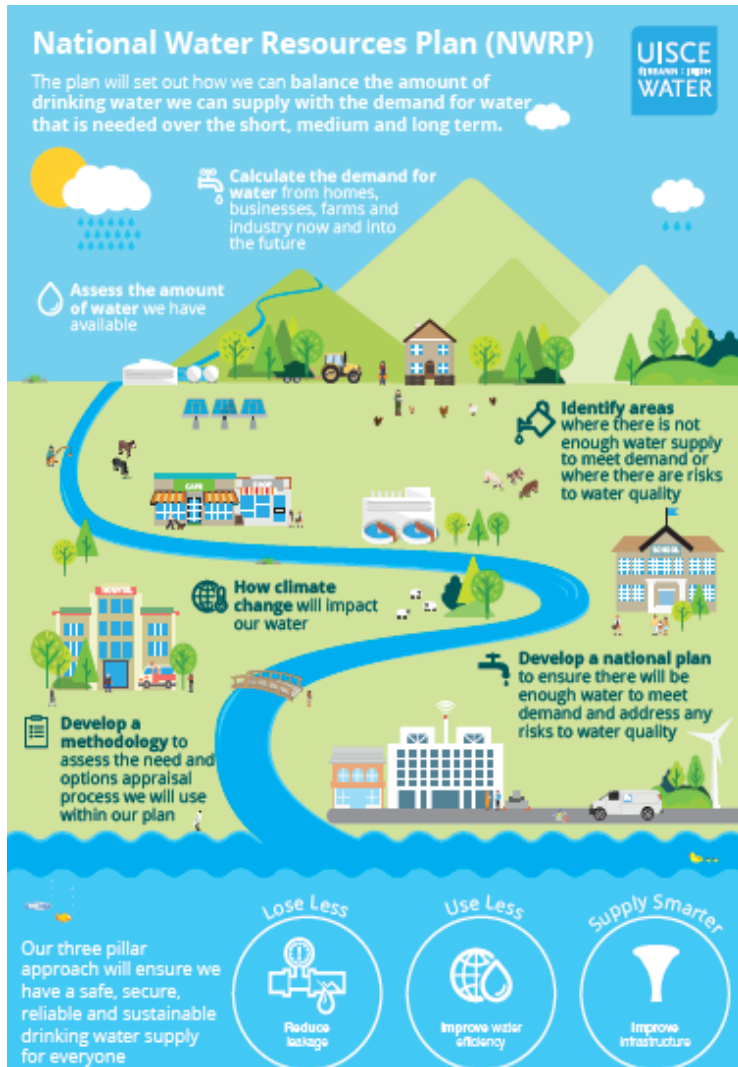 National Water Resources Plan (NWRP)
UISCE
WATER
The plan will set out how we can balance the amount of
drinking water we can supply with the demand for water
that is needed over the short, medium and long term.
Calculate the demand for
water from homes,
businesses, farms and
industry now and into
the future
Assess the amount
of water we have
available
Identify areas
where there is not
enough water supply
to meet demand or
where there are risks
to water quality
CAFE
SCHOOL
How climate
change will impact
our water
HOSPITAL
Develop a national plan
to ensure there will be
enough water to meet
demand and address any
risks to water quality
Develop a
methodology to
assess the need and
options appraisal
process we will use
within our plan
Our three pillar
approach will ensure we
have a safe, secure,
reliable and sustainable
drinking water supply
for everyone
Lose Less
Reduce
leakage
Use Less
Improve water
efficiency
Supply Smarter
Improve
infrastructure